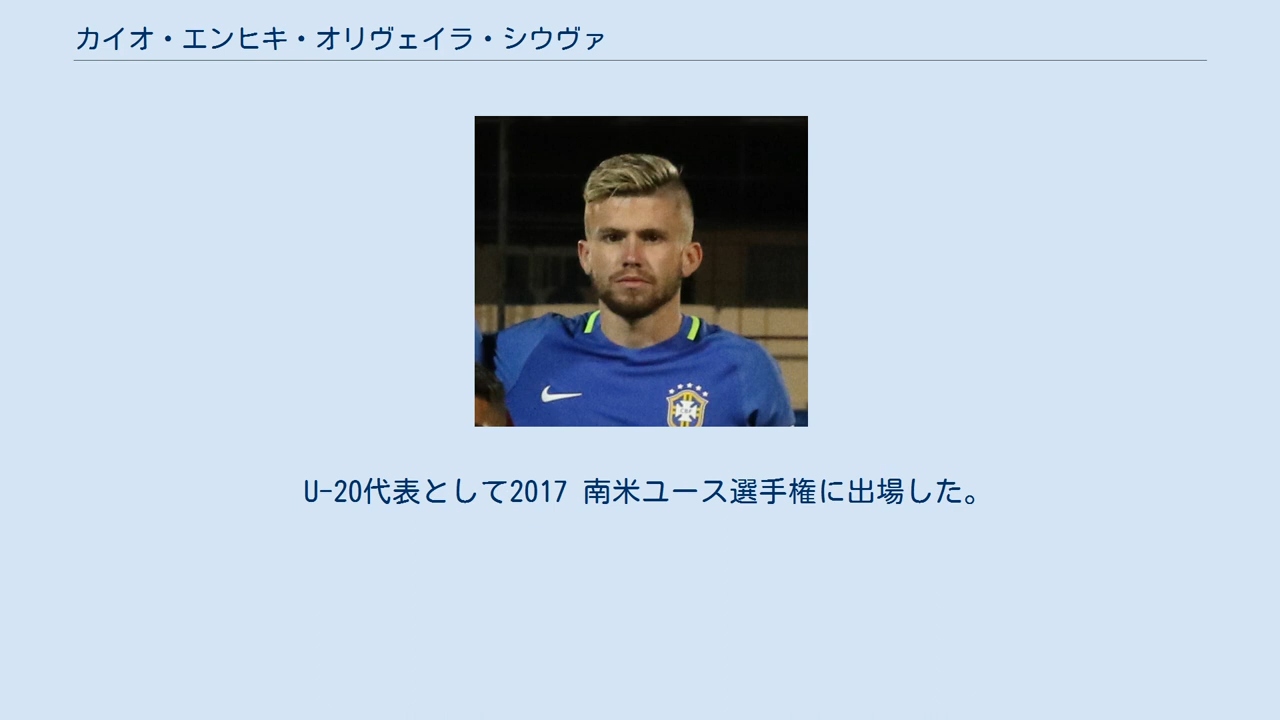 カイオ・エンヒキ・オリヴェイラ・シウヴァ
U-20代表として2017 南米ユース選手権に出場した。